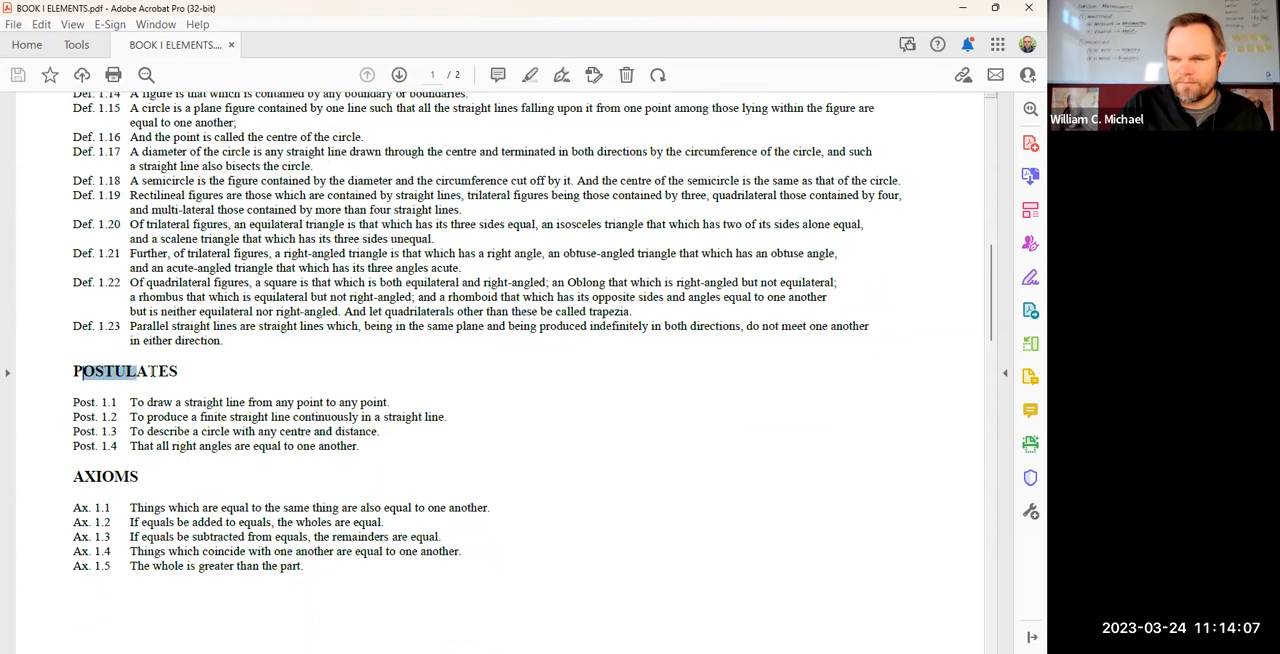 BOOK I ELEMENTS.pdf - Adobe Acrobat Pro (32-bit)
File Edit View E-Sign Window Help
Home Tools BOOK I ELEMENTS.... ×
1 / 2
Def. 1.14 A figure is that which is contained by any boundary or boundaries.
Def. 1.15 A circle is a plane figure contained by one line such that all the straight lines falling upon it from one point among those lying within the figure are
equal to one another;
Def. 1.16 And the point is called the centre of the circle.
Def. 1.17 A diameter of the circle is any straight line drawn through the centre and terminated in both directions by the circumference of the circle, and such
a straight line also bisects the circle.
Def. 1.18 A semicircle is the figure contained by the diameter and the circumference cut off by it. And the centre of the semicircle is the same as that of the circle.
Def. 1.19 Rectilineal figures are those which are contained by straight lines, trilateral figures being those contained by three, quadrilateral those contained by four,
and multi-lateral those contained by more than four straight lines.
Def. 1.20 Of trilateral figures, an equilateral triangle is that which has its three sides equal, an isosceles triangle that which has two of its sides alone equal,
and a scalene triangle that which has its three sides unequal.
Def. 1.21 Further, of trilateral figures, a right-angled triangle is that which has a right angle, an obtuse-angled triangle that which has an obtuse angle,
and an acute-angled triangle that which has its three angles acute.
Def. 1.22 Of quadrilateral figures, a square is that which is both equilateral and right-angled; an Oblong that which is right-angled but not equilateral;
a rhombus that which is equilateral but not right-angled; and a rhomboid that which has its opposite sides and angles equal to one another
but is neither equilateral nor right-angled. And let quadrilaterals other than these be called trapezia.
Def. 1.23 Parallel straight lines are straight lines which, being in the same plane and being produced indefinitely in both directions, do not meet one another
in either direction.
POSTULATES
Post. 1.1 To draw a straight line from any point to any point.
Post. 1.2 To produce a finite straight line continuously in a straight line.
Post. 1.3 To describe a circle with any centre and distance.
Post. 1.4 That all right angles are equal to one another.
AXIOMS
Ax. 1.1 Things which are equal to the same thing are also equal to one another.
Ax. 1.2 If equals be added to equals, the wholes are equal.
Ax. 1.3 If equals be subtracted from equals, the remainders are equal.
Ax. 1.4 Things which coincide with one another are equal to one another.
Ax. 1.5 The whole is greater than the part.
William C. Michael
2023-03-24 11:14:07